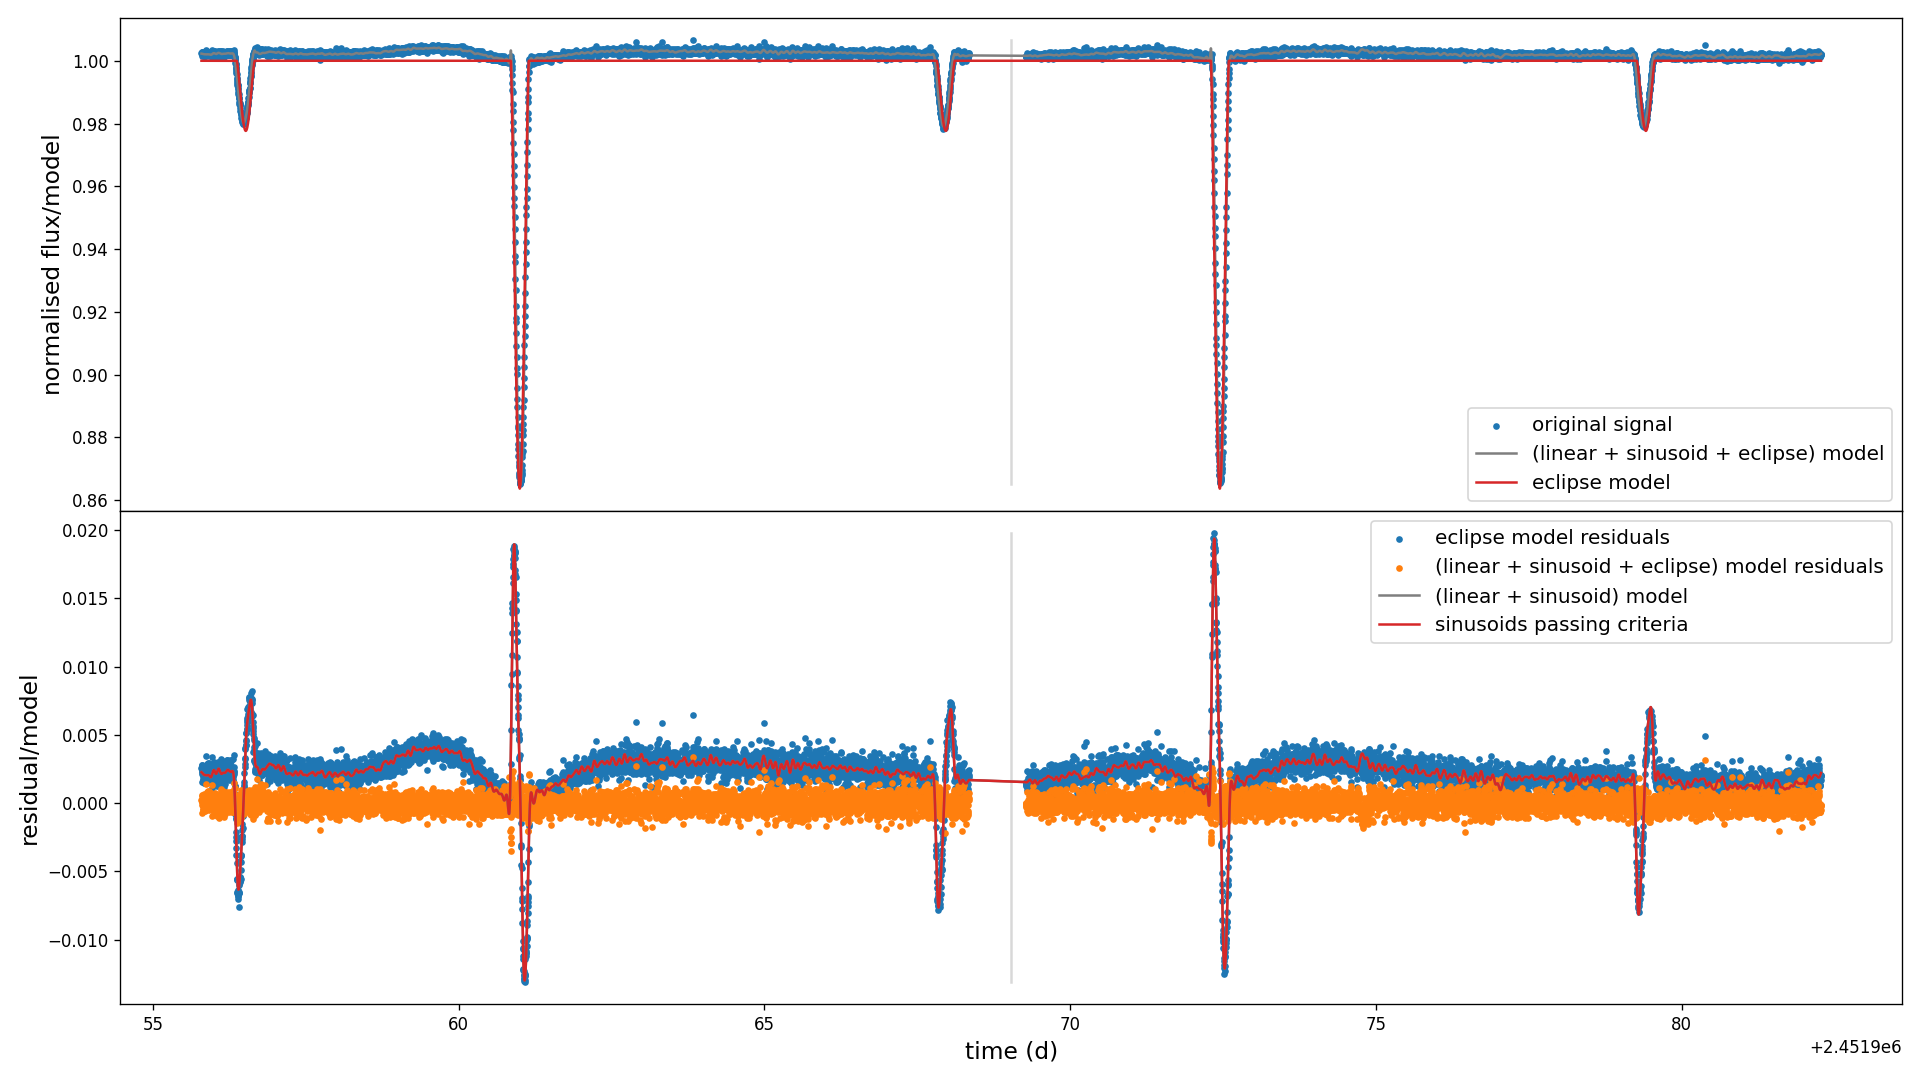 normalised flux/model
1.00
0.98
0.96
0.94
0.92
0.90
0.88
0.86
original signal
(linear + sinusoid + eclipse) model
eclipse model
residual/model
0.020
0.015
0.010
0.005
0.000
−0.005
−0.010
eclipse model residuals
(linear + sinusoid + eclipse) model residuals
(linear + sinusoid) model
sinusoids passing criteria
55
60
65
70
75
80
time (d)
+2.4519e6